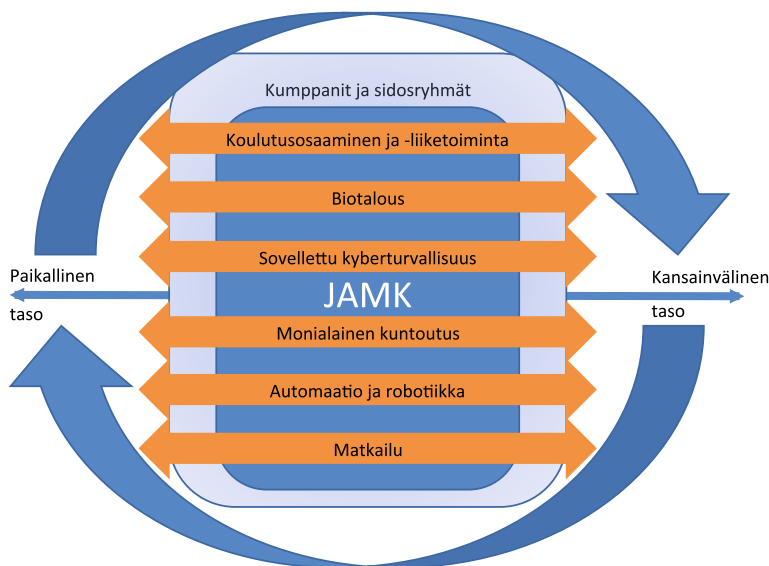 Kumppanit ja sidosryhmät
Koulutusosaaminen ja -liiketoiminta
Biotalous
Sovellettu kyberturvallisuus
Paikallinen
taso
JAMK
Kansainvälinen
taso
Monialainen kuntoutus
Automaatio ja robotiikka
Matkailu